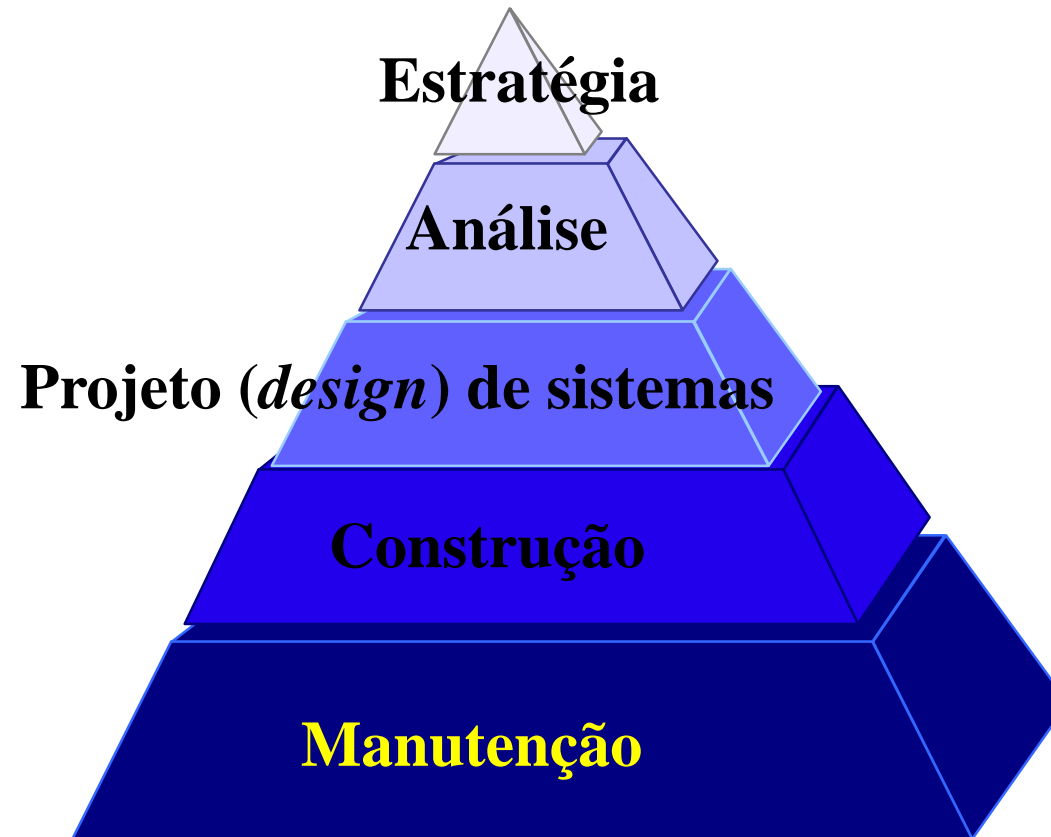 Estratégia
Análise
Projeto (design) de sistemas
Construção
Manutenção